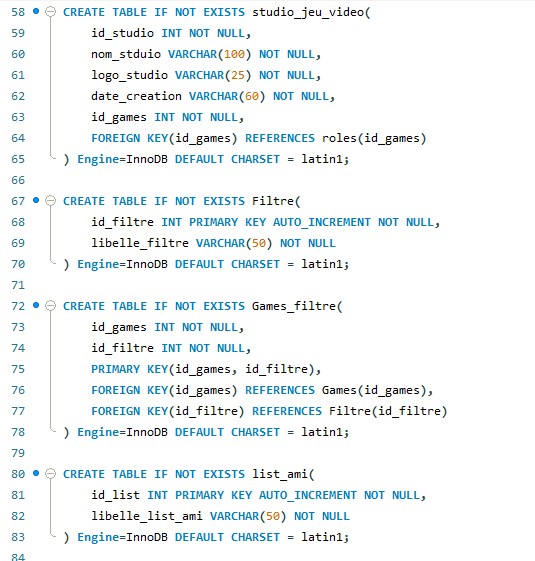 58 CREATE TABLE IF NOT EXISTS studio_jeu_video(
59 id_studio INT NOT NULL,
60 nom_stduio VARCHAR(100) NOT NULL,
61 logo_studio VARCHAR(25) NOT NULL,
62 date_creation VARCHAR(60) NOT NULL,
63 id_games INT NOT NULL,
64 FOREIGN KEY(id_games) REFERENCES roles(id_games)
65 ) Engine=InnoDB DEFAULT CHARSET = latin1;
66
67 CREATE TABLE IF NOT EXISTS Filtre(
68 id_filtre INT PRIMARY KEY AUTO_INCREMENT NOT NULL,
69 libelle_filtre VARCHAR(50) NOT NULL
70 ) Engine=InnoDB DEFAULT CHARSET = latin1;
71
72 CREATE TABLE IF NOT EXISTS Games_filtre(
73 id_games INT NOT NULL,
74 id_filtre INT NOT NULL,
75 PRIMARY KEY(id_games, id_filtre),
76 FOREIGN KEY(id_games) REFERENCES Games(id_games),
77 FOREIGN KEY(id_filtre) REFERENCES Filtre(id_filtre)
78 ) Engine=InnoDB DEFAULT CHARSET = latin1;
79
80 CREATE TABLE IF NOT EXISTS list_ami(
81 id_list INT PRIMARY KEY AUTO_INCREMENT NOT NULL,
82 libelle_list_ami VARCHAR(50) NOT NULL
83 ) Engine=InnoDB DEFAULT CHARSET = latin1;
84